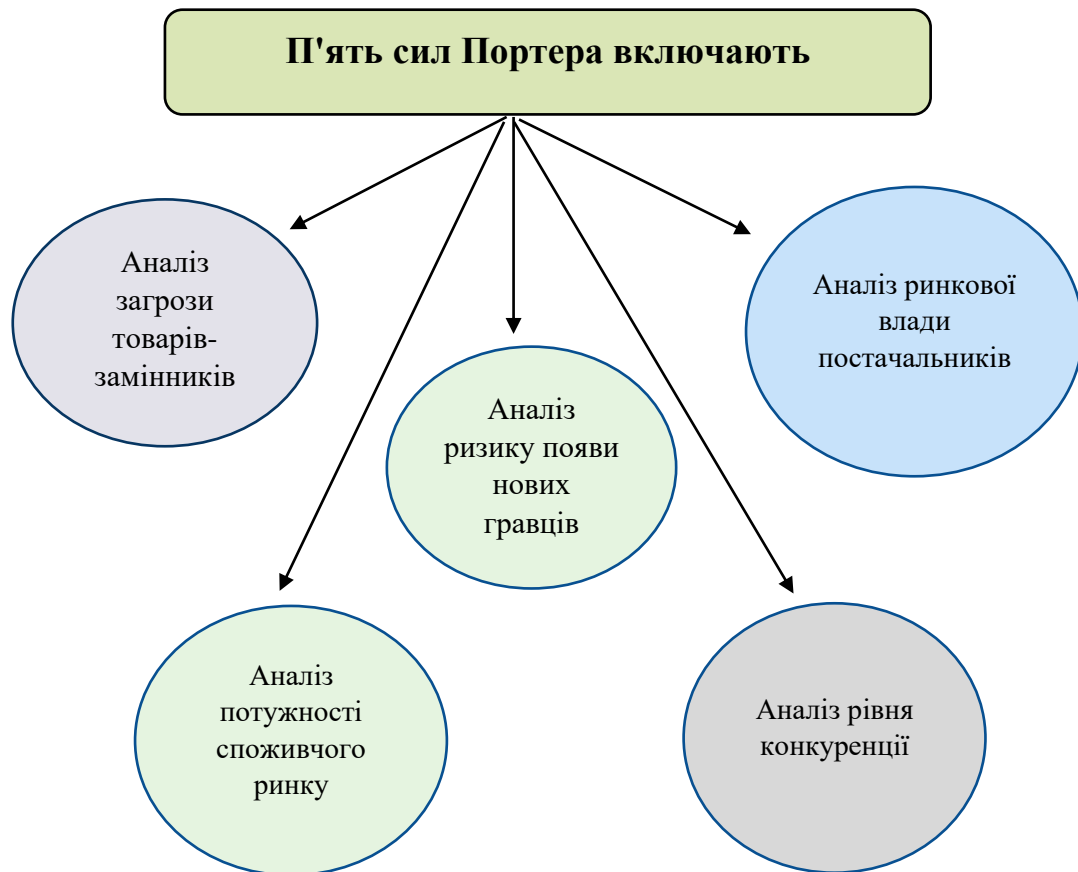 П'ять сил Портера включають
Аналіз
загрози
товарів-
замінників
Аналіз ринкової
влади
постачальників
Аналіз
ризику появи
нових
гравців
Аналіз
потужності
споживчого
ринку
Аналіз рівня
конкуренції